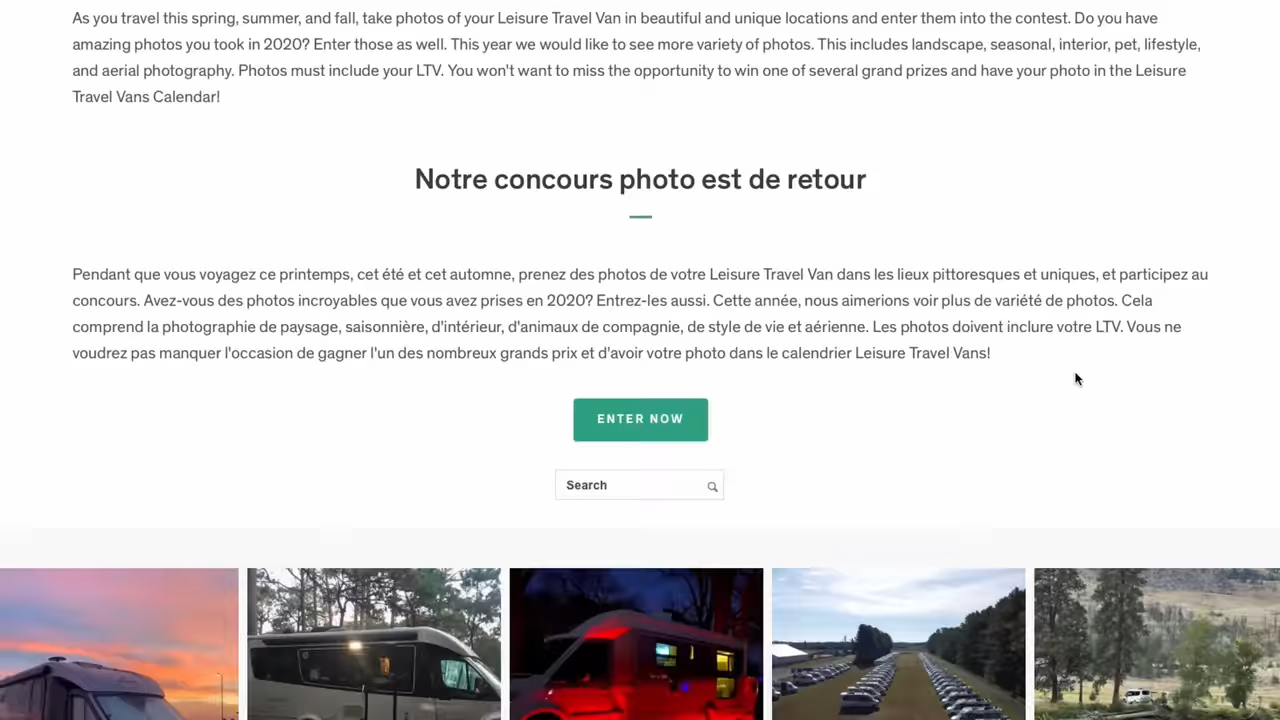 As you travel this spring, summer, and fall, take photos of your Leisure Travel Van in beautiful and unique locations and enter them into the contest. Do you have
amazing photos you took in 2020? Enter those as well. This year we would like to see more variety of photos. This includes landscape, seasonal, interior, pet, lifestyle,
and aerial photography. Photos must include your LTV. You won't want to miss the opportunity to win one of several grand prizes and have your photo in the Leisure
Travel Vans Calendar!
Notre concours photo est de retour
Pendant que vous voyagez ce printemps, cet été et cet automne, prenez des photos de votre Leisure Travel Van dans les lieux pittoresques et uniques, et participez au
concours. Avez-vous des photos incroyables que vous avez prises en 2020? Entrez-les aussi. Cette année, nous aimerions voir plus de variété de photos. Cela
comprend la photographie de paysage, saisonnière, d'intérieur, d'animaux de compagnie, de style de vie et aérienne. Les photos doivent inclure votre LTV. Vous ne
voudrez pas manquer l'occasion de gagner l'un des nombreux grands prix et d'avoir votre photo dans le calendrier Leisure Travel Vans!
ENTER NOW
Search